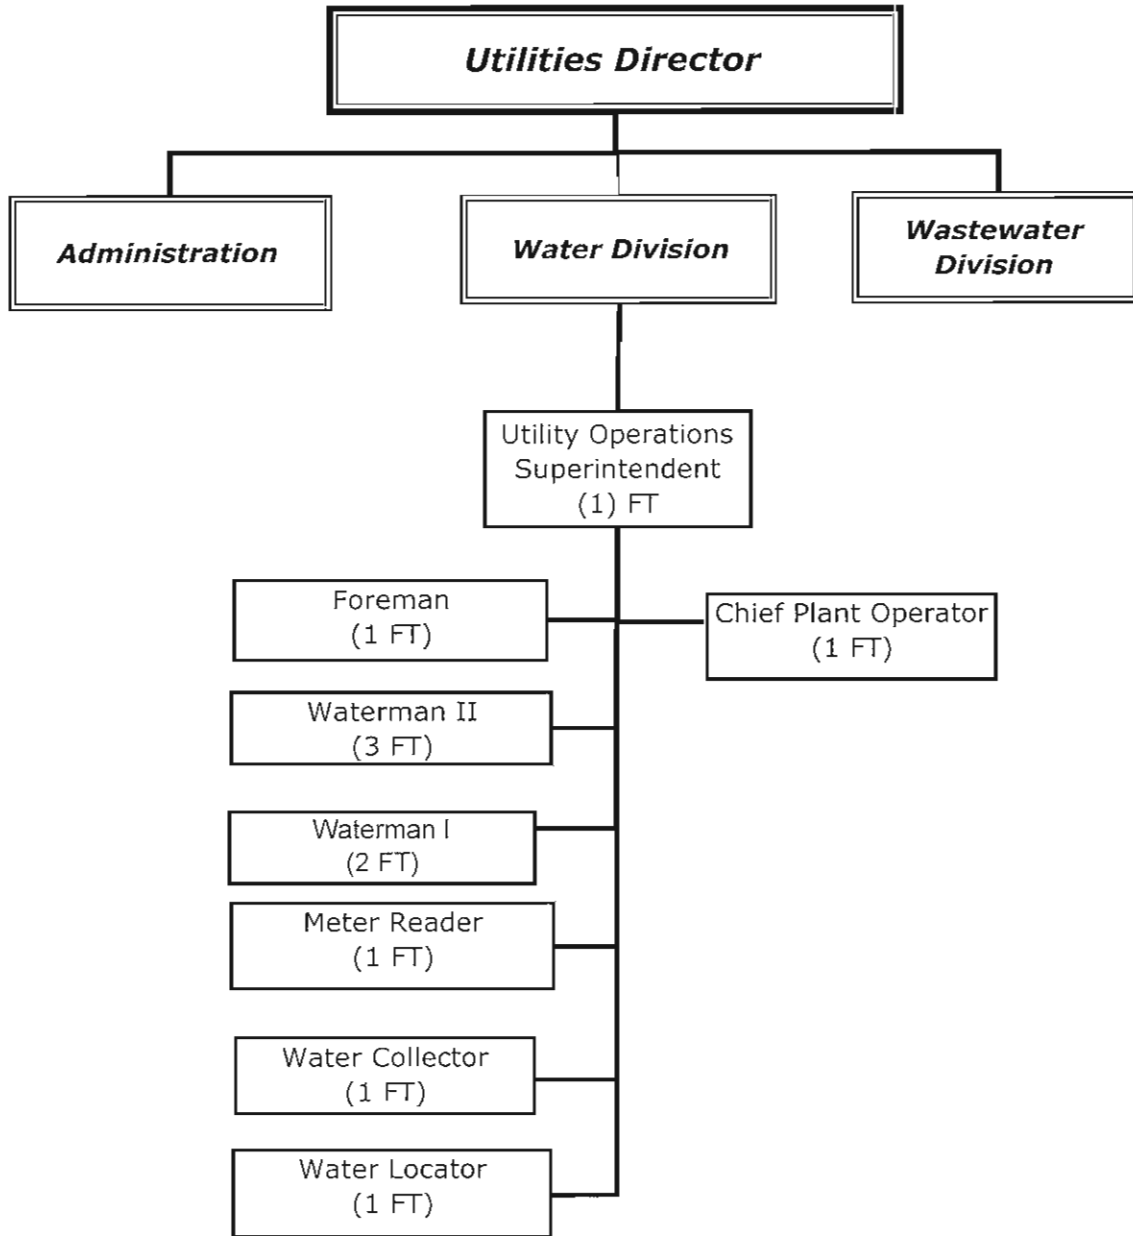 Utilities Director
Administration
Water Division
Wastewater
Division
Utility Operations
Superintendent
(1) FT
Foreman
(1 FT)
Chief Plant Operator
(1 FT)
Waterman II
(3 FT)
Waterman I
(2 FT)
Meter Reader
(1 FT)
Water Collector
(1 FT)
Water Locator
(1 FT)